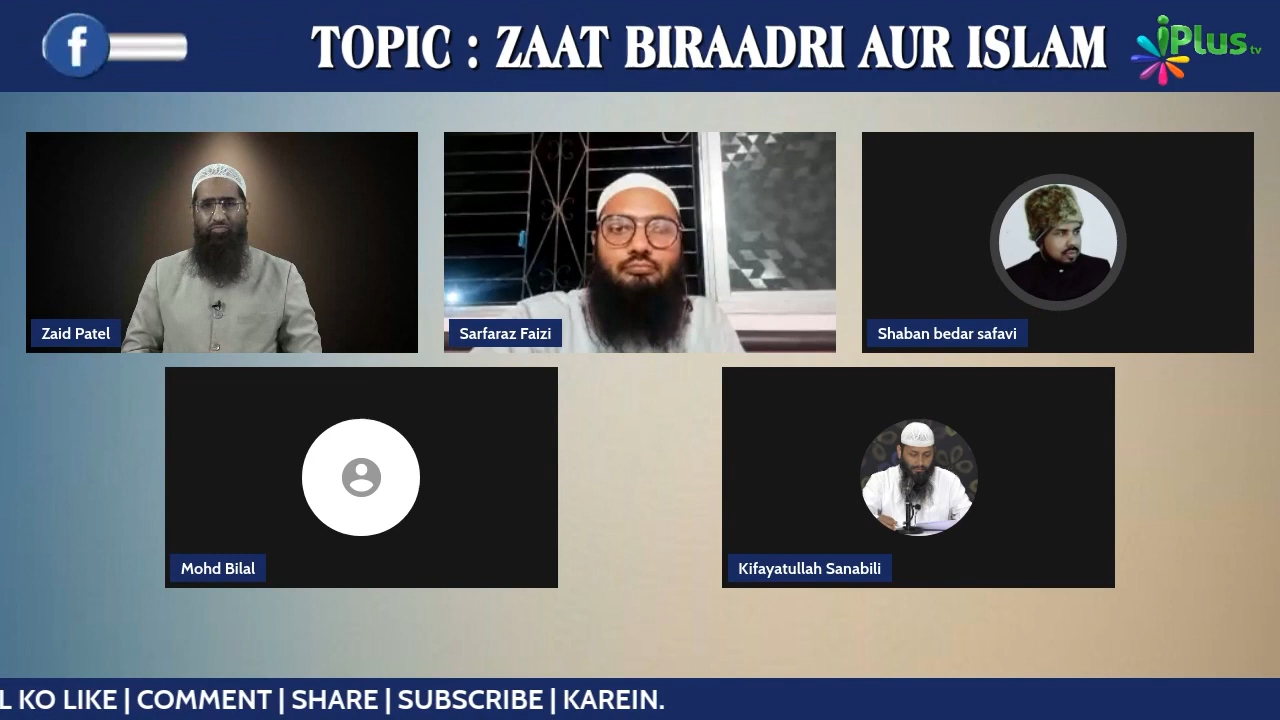 f
TOPIC : ZAAT BIRAADRI AUR ISLAM
iPlus tv
Zaid Patel
Sarfaraz Faizi
Shaban bedar safavi
Mohd Bilal
Kifayatullah Sanabili
L KO LIKE | COMMENT | SHARE | SUBSCRIBE | KAREIN.